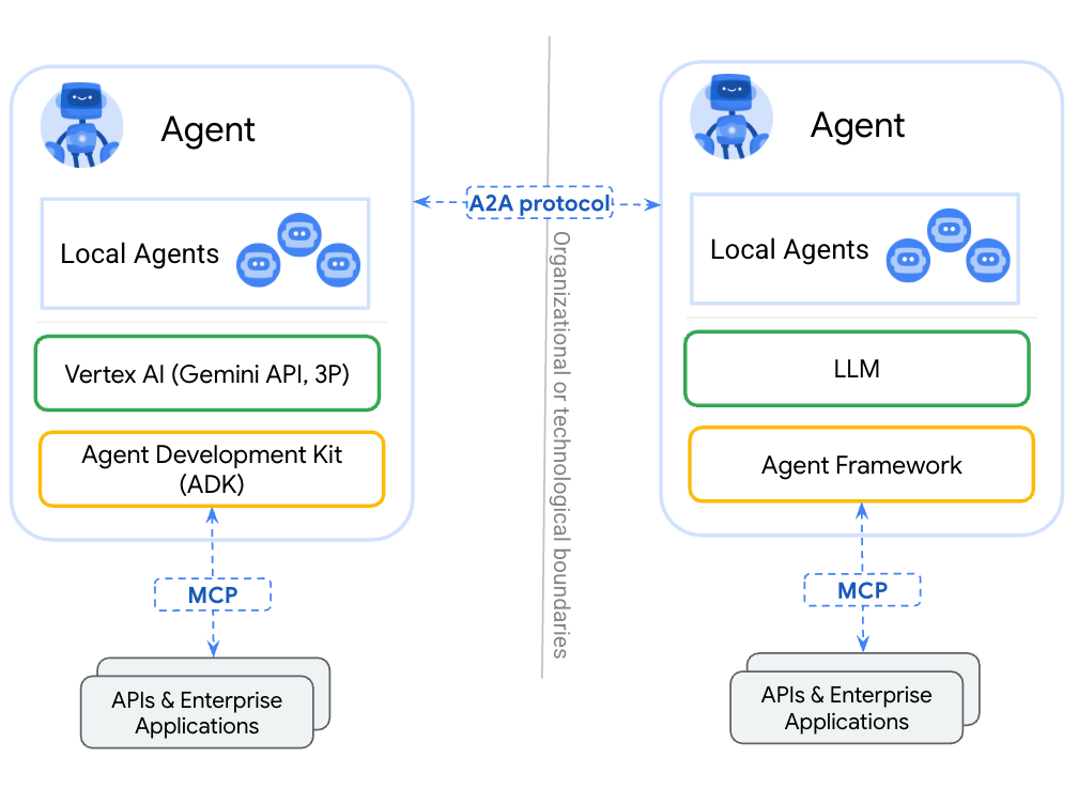 Agent
Local Agents
Vertex AI (Gemini API, 3P)
Agent Development Kit
(ADK)
MCP
APIs & Enterprise
Applications
A2A protocol
Organizational or technological boundaries
Agent
Local Agents
LLM
Agent Framework
MCP
APIs & Enterprise
Applications